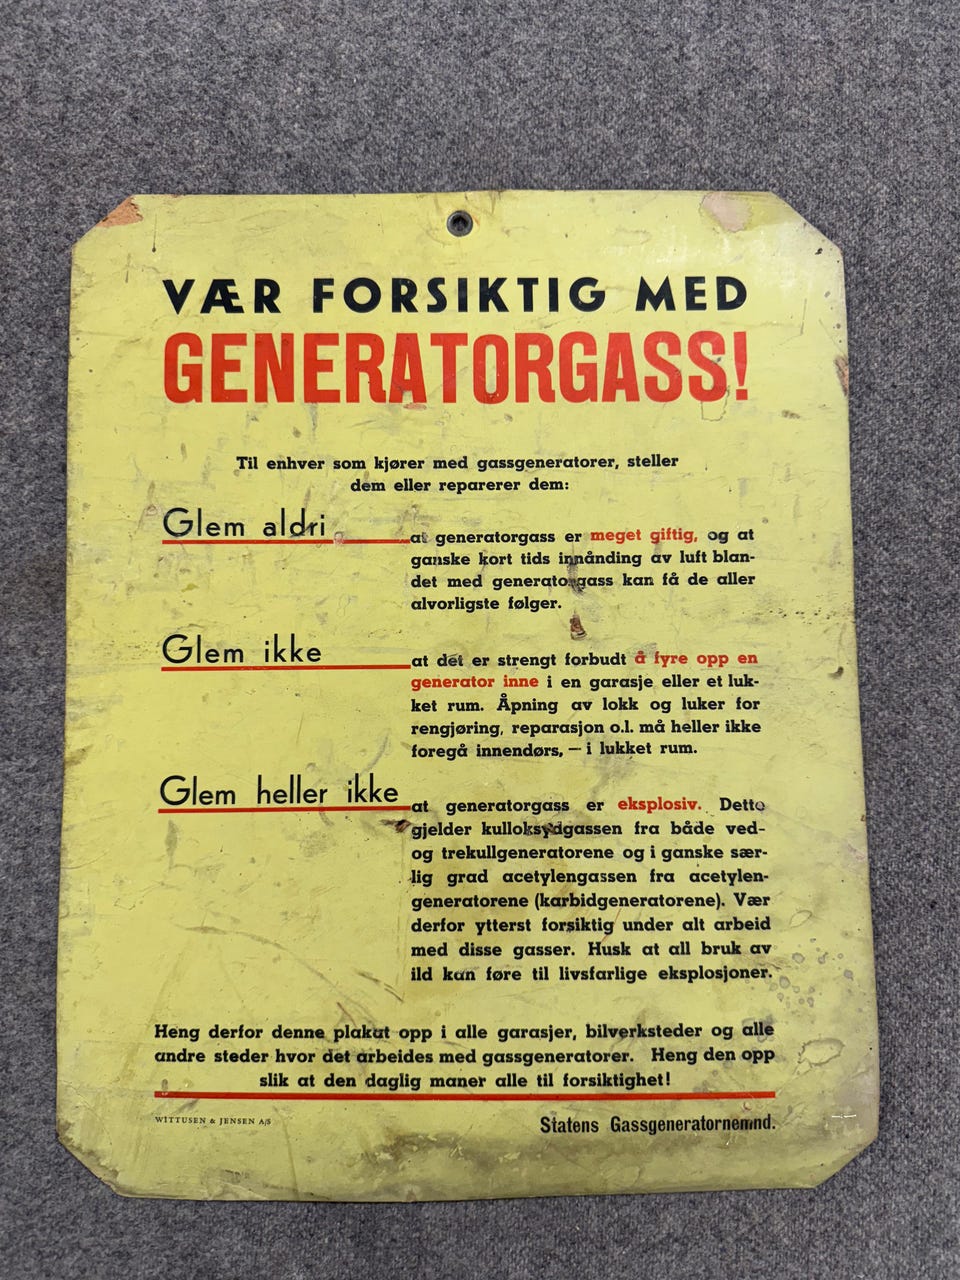 VÆR FORSIKTIG MED
GENERATORGASS!
Til enhver som kjører med gassgeneratorer, steller
dem eller reparerer dem:
Glem aldri
at generatorgass er meget giftig, og at
ganske kort tids innånding av luft blan-
det med generatorgass kan få de aller
alvorligste følger.
Glem ikke
at det er strengt forbudt å fyre opp en
generator inne i en garasje eller et luk-
ket rum. Åpning av lokk og luker for
rengjøring, reparasjon o.l. må heller ikke
foregå innendørs, — i lukket rum.
Glem heller ikke
at generatorgass er eksplosiv. Dette
gjelder kulloksydgassen fra både ved-
og trekullgeneratorene og i ganske sær-
lig grad acetylengassen fra acetylen-
generatorene (karbidgeneratorene). Vær
derfor ytterst forsiktig under alt arbeid
med disse gasser. Husk at all bruk av
ild kan føre til livsfarlige eksplosjoner.
Heng derfor denne plakat opp i alle garasjer, bilverksteder og alle
andre steder hvor det arbeides med gassgeneratorer. Heng den opp
slik at den daglig maner alle til forsiktighet!
WITTUSEN & JENSEN A/S
Statens Gassgeneratornemnd.